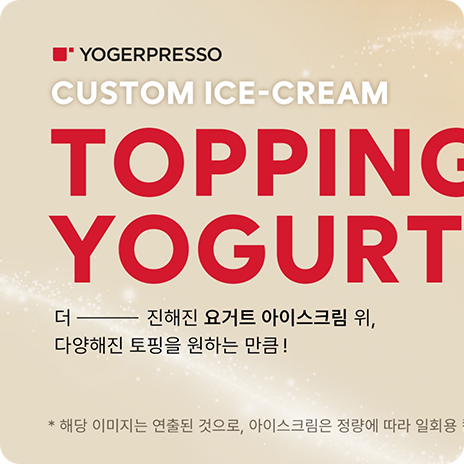 YOGERPRESSO
CUSTOM ICE-CREAM
TOPPING
YOGURT
더 ——— 진해진 요거트 아이스크림 위,
다양해진 토핑을 원하는 만큼!
* 해당 이미지는 연출된 것으로, 아이스크림은 정량에 따라 일회용